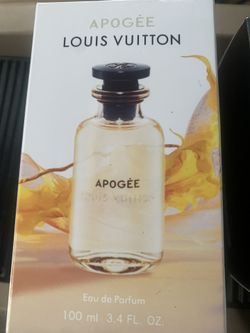 APOGÉE
LOUIS VUITTON
APOGÉE
LOUIS VUITTON
Eau de Parfum
100 ml 3.4 FL. OZ.